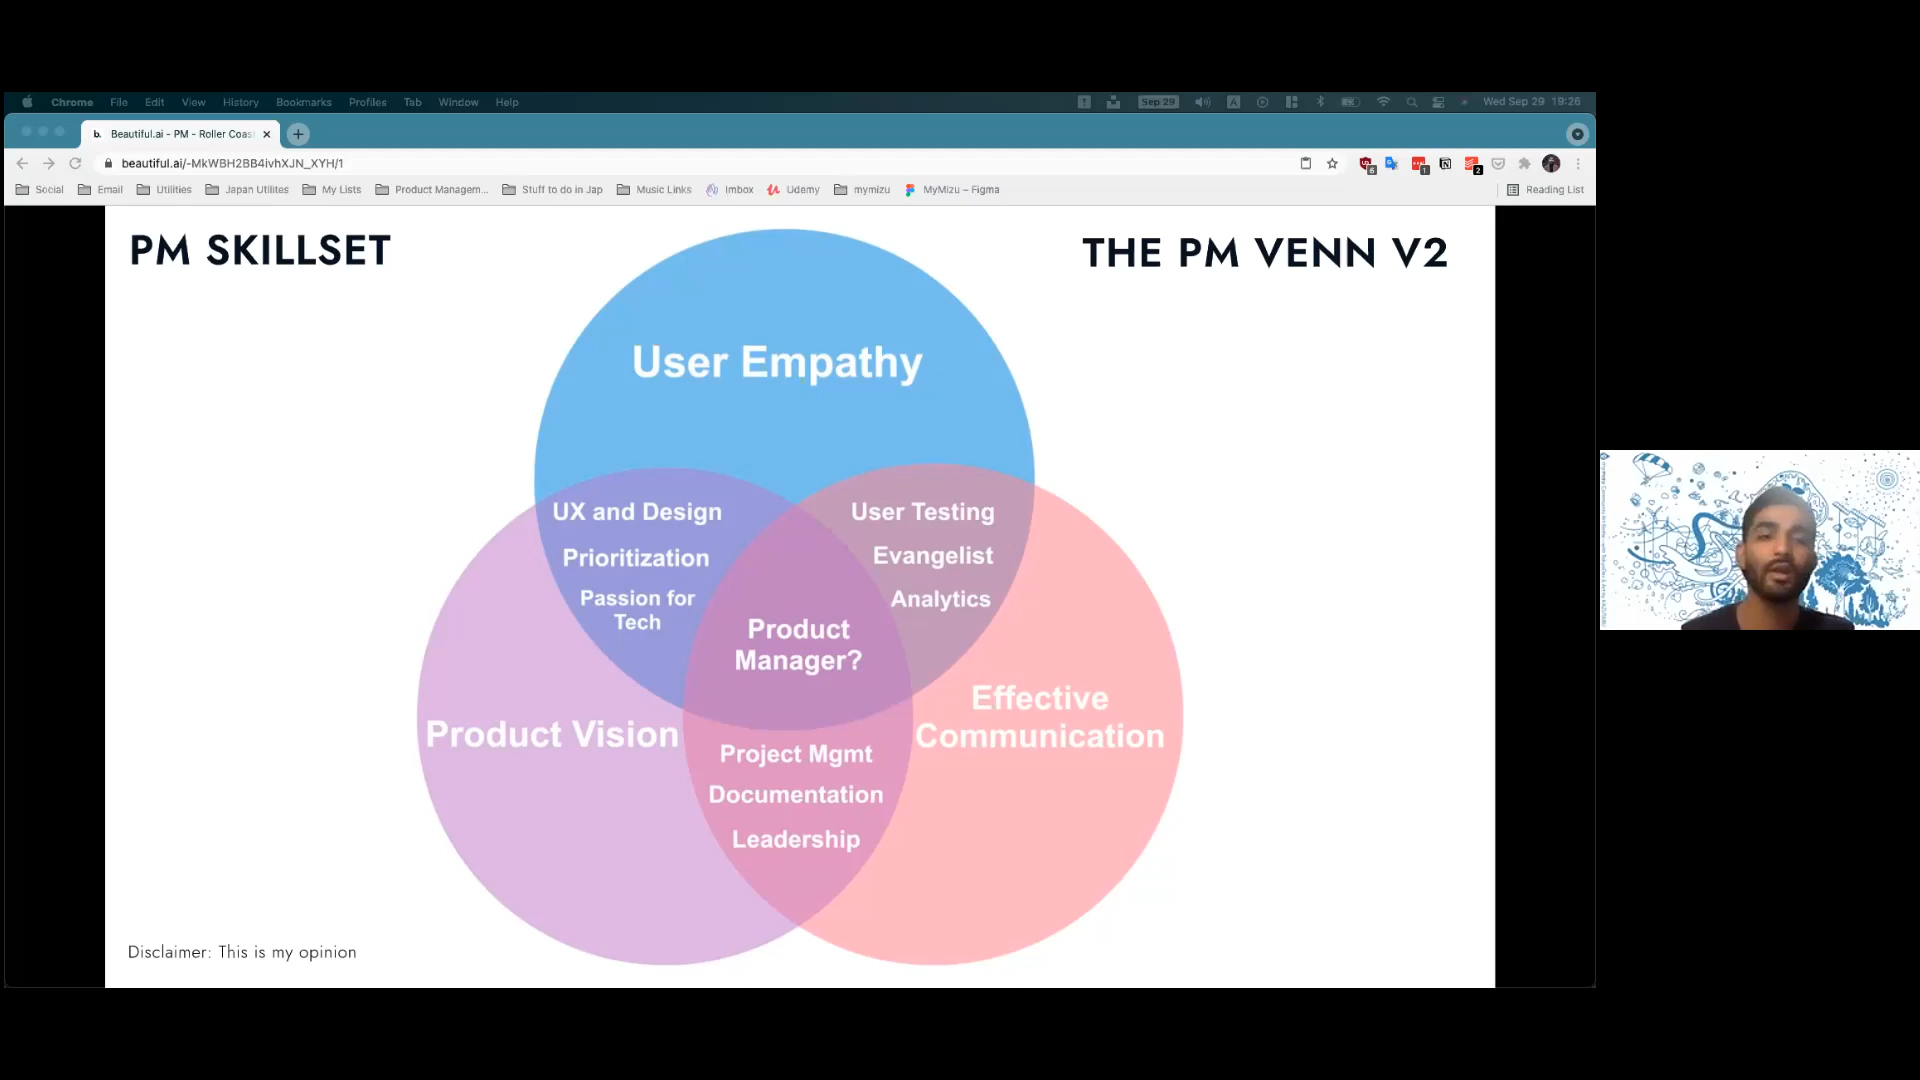 Chrome File Edit View History Bookmarks Profiles Tab Window Help
Sep 29
Wed Sep 29 19:26
b. Beautiful.ai - PM - Roller Coas
beautiful.ai/-MkWBH2BB4ivhXJN_XYH/1
Social Email Utilities Japan Utilites My Lists Product Managem... Stuff to do in Jap Music Links Imbox Udemy mymizu MyMizu – Figma Reading List
PM SKILLSET
THE PM VENN V2
User Empathy
UX and Design
Prioritization
Passion for
Tech
User Testing
Evangelist
Analytics
Product
Manager?
Product Vision
Effective
Communication
Project Mgmt
Documentation
Leadership
Disclaimer: This is my opinion